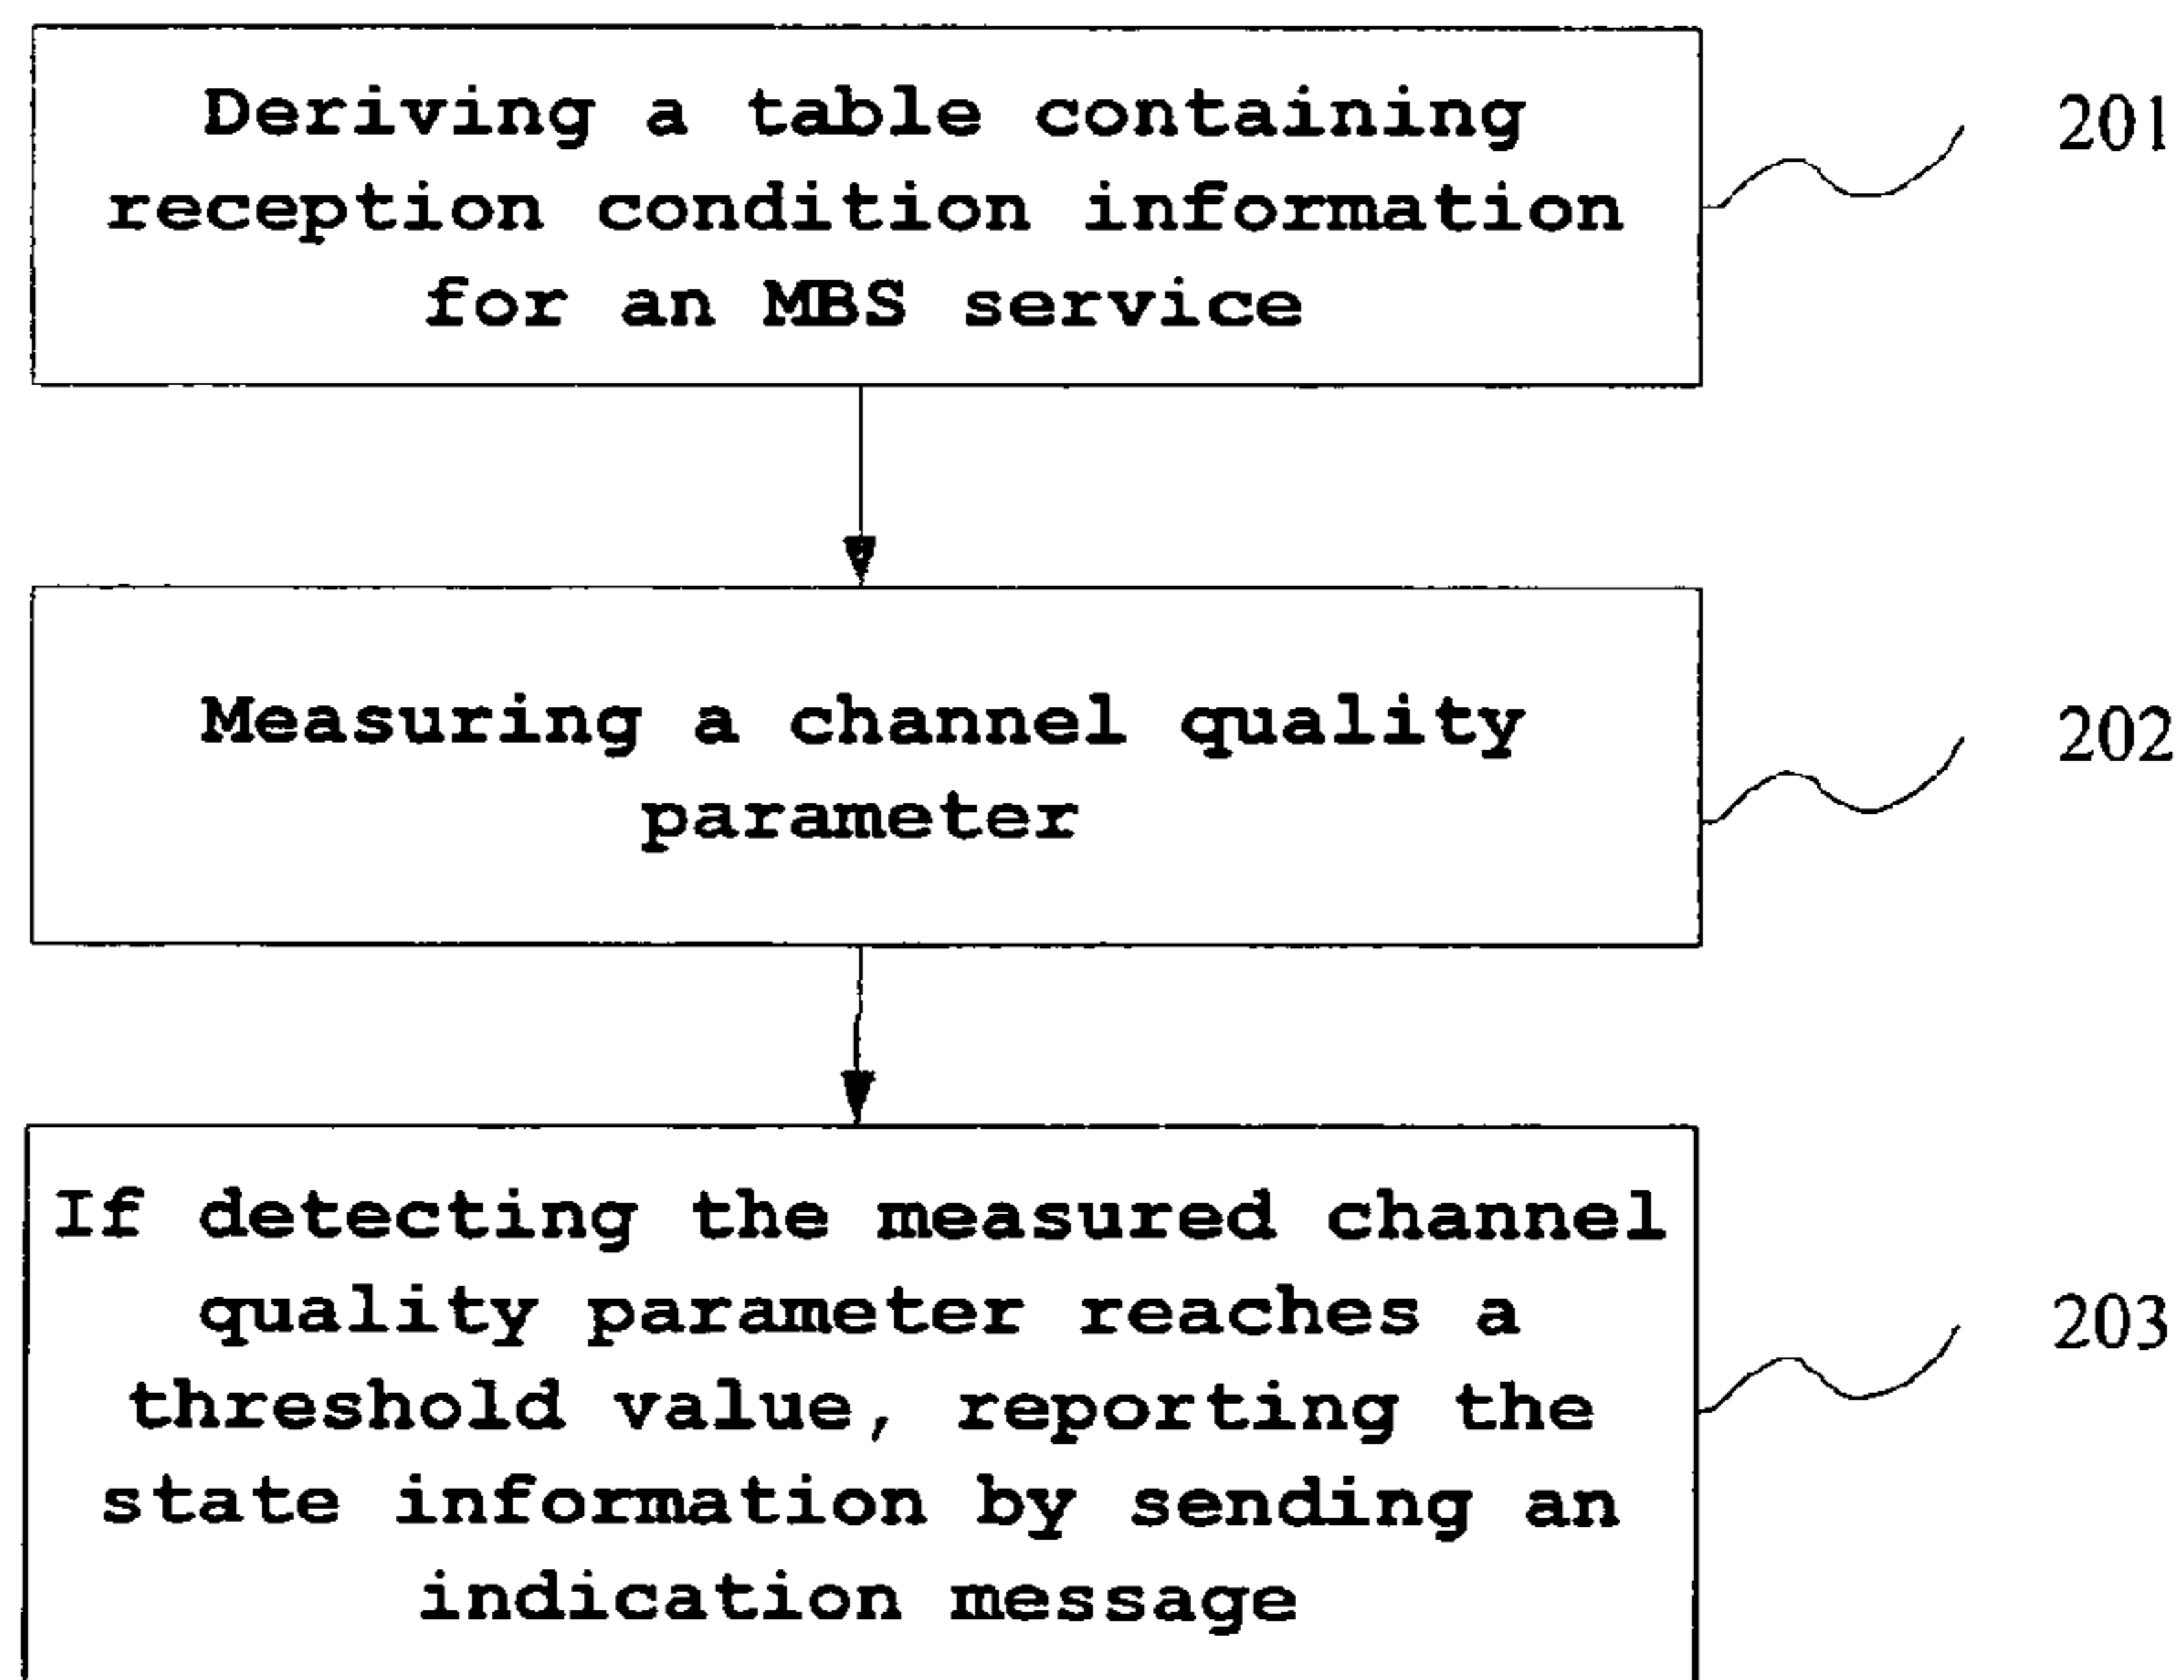 Deriving a table containing
reception condition information
for an MBS service
201
Measuring a channel quality
parameter
202
If detecting the measured channel
quality parameter reaches a
threshold value, reporting the
state information by sending an
indication message
203